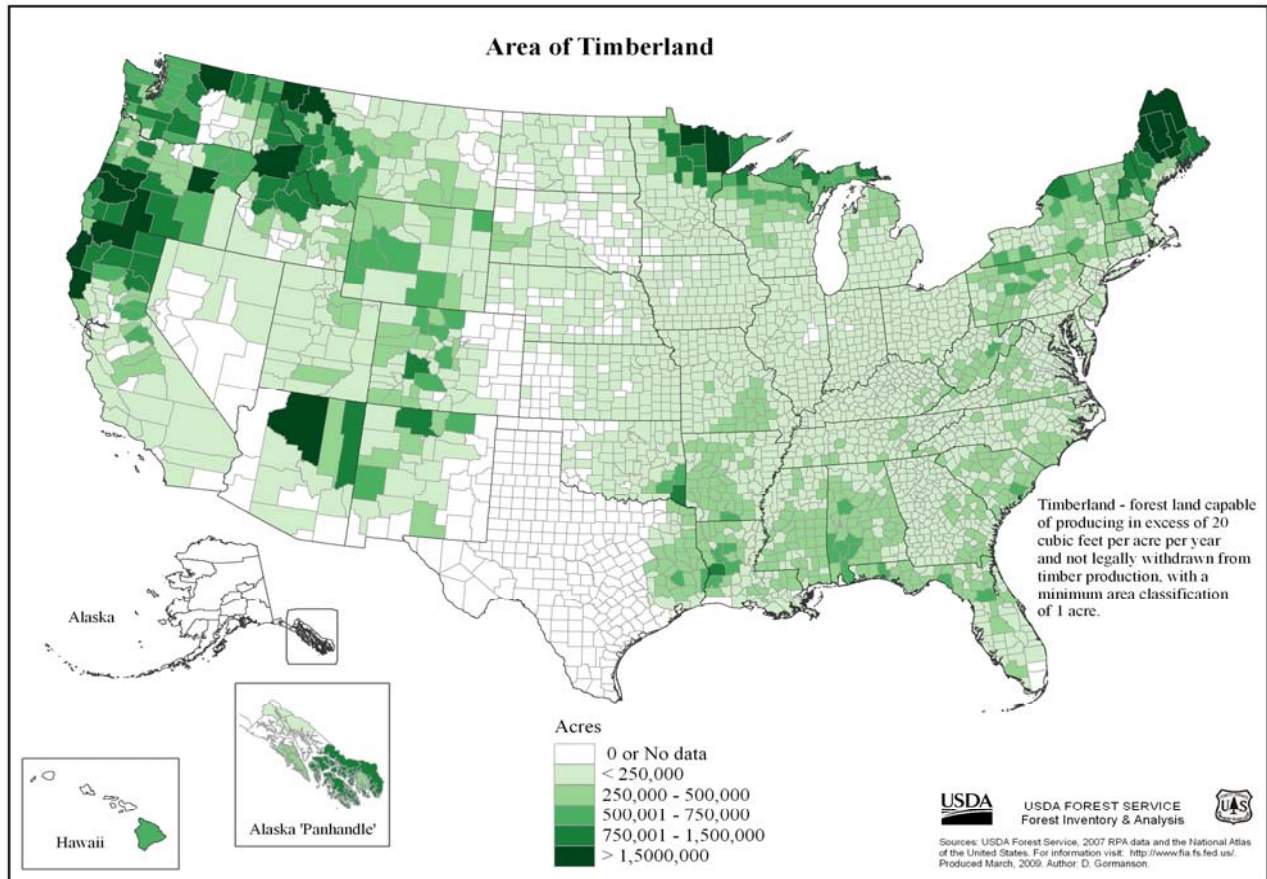 Area of Timberland
Timberland - forest land capable
of producing in excess of 20
cubic feet per acre per year
and not legally withdrawn from
timber production, with a
minimum area classification
of 1 acre.
Alaska
Hawaii
Alaska 'Panhandle'
Acres
0 or No data
< 250,000
250,000 - 500,000
500,001 - 750,000
750,001 - 1,500,000
> 1,5000,000
USDA
USDA FOREST SERVICE
Forest Inventory & Analysis
U S
Sources: USDA Forest Service, 2007 RPA data and the National Atlas
of the United States. For information visit: http://www.fia.fs.fed.us/.
Produced March, 2009. Author: D. Gormanson.